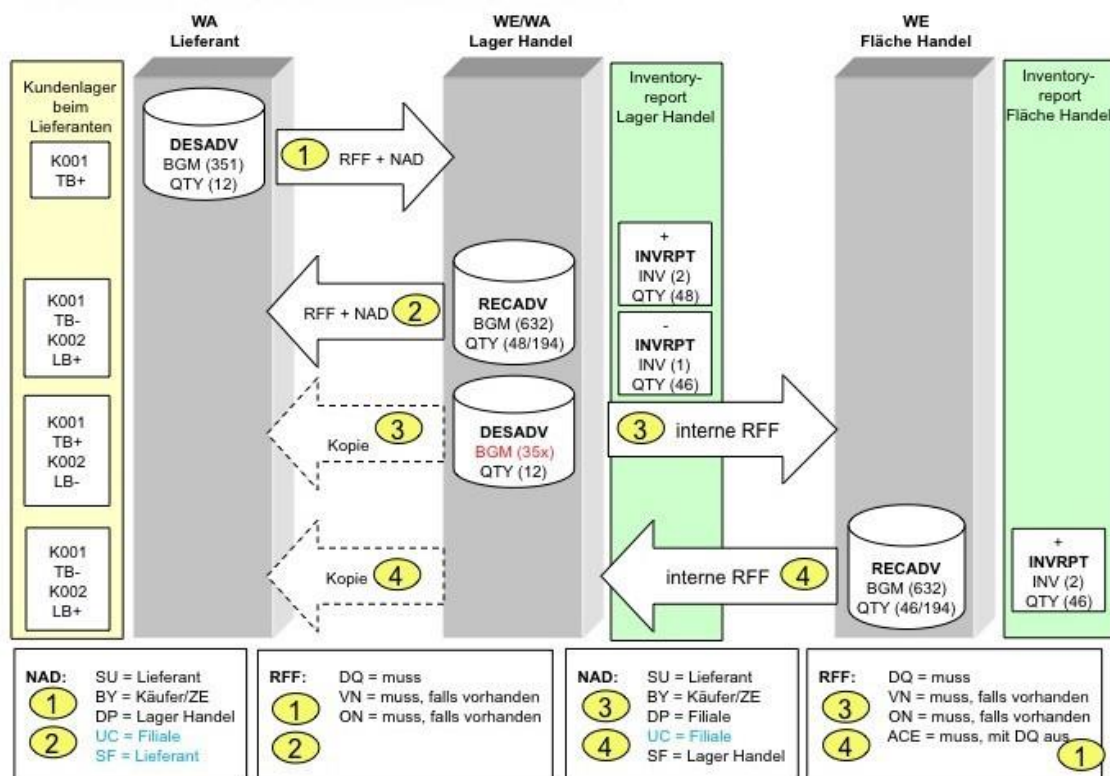 WA
Lieferant
WE/WA
Lager Handel
WE
Fläche Handel
Kundenlager
beim
Lieferanten
K001
TB+
DESADV
BGM (351)
QTY (12)
1 RFF + NAD
Inventory-
report
Lager Handel
Inventory-
report
Fläche Handel
K001
TB-
K002
LB+
RFF + NAD 2
RECADV
BGM (632)
QTY (48/194)
+
INVRPT
INV (2)
QTY (48)
-
INVRPT
INV (1)
QTY (46)
K001
TB+
K002
LB-
Kopie 3
DESADV
BGM (35x)
QTY (12)
3 interne RFF
K001
TB-
K002
LB+
Kopie 4
interne RFF 4
RECADV
BGM (632)
QTY (46/194)
+
INVRPT
INV (2)
QTY (46)
NAD: SU = Lieferant
1 BY = Käufer/ZE
DP = Lager Handel
2 UC = Filiale
SF = Lieferant
RFF: DQ = muss
1 VN = muss, falls vorhanden
ON = muss, falls vorhanden
2
NAD: SU = Lieferant
3 BY = Käufer/ZE
DP = Filiale
4 UC = Filiale
SF = Lager Handel
RFF: DQ = muss
3 VN = muss, falls vorhanden
ON = muss, falls vorhanden
4 ACE = muss, mit DQ aus 1